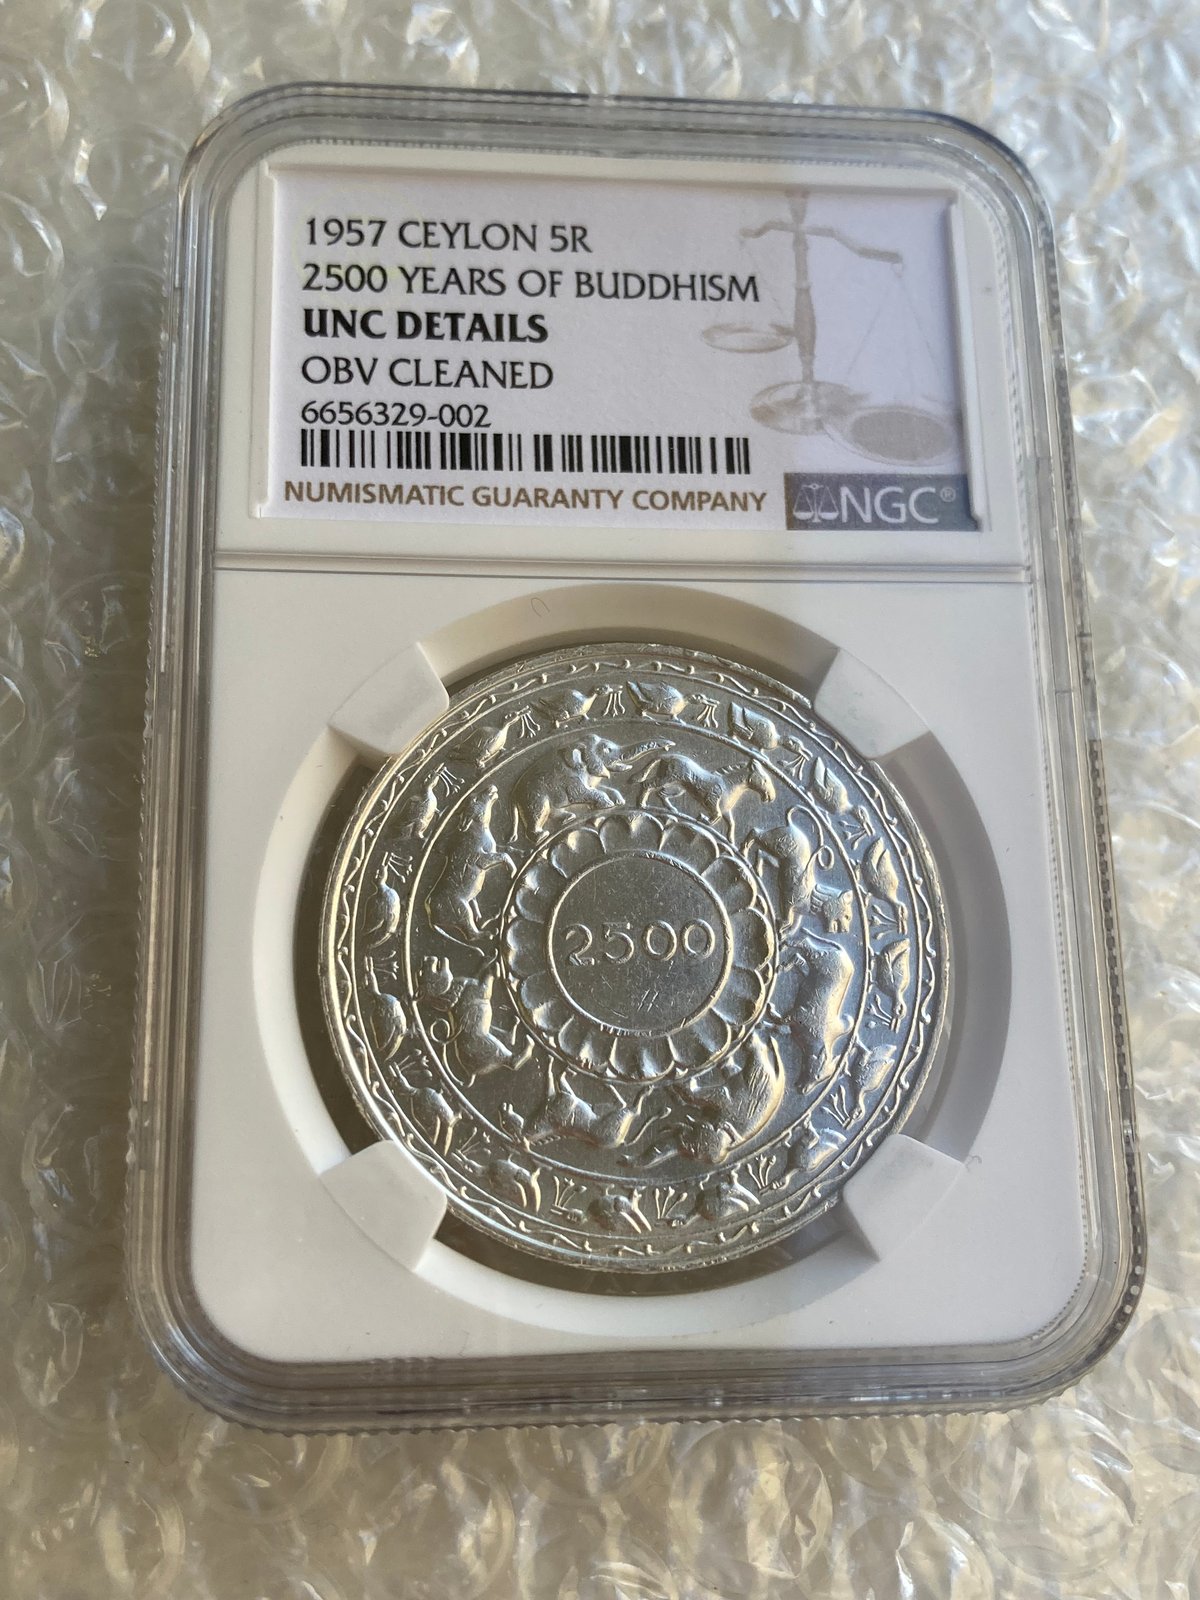 1957 CEYLON 5R
2500 YEARS OF BUDDHISM
UNC DETAILS
OBV CLEANED
6656329-002
NUMISMATIC GUARANTY COMPANY
NGC®
2500